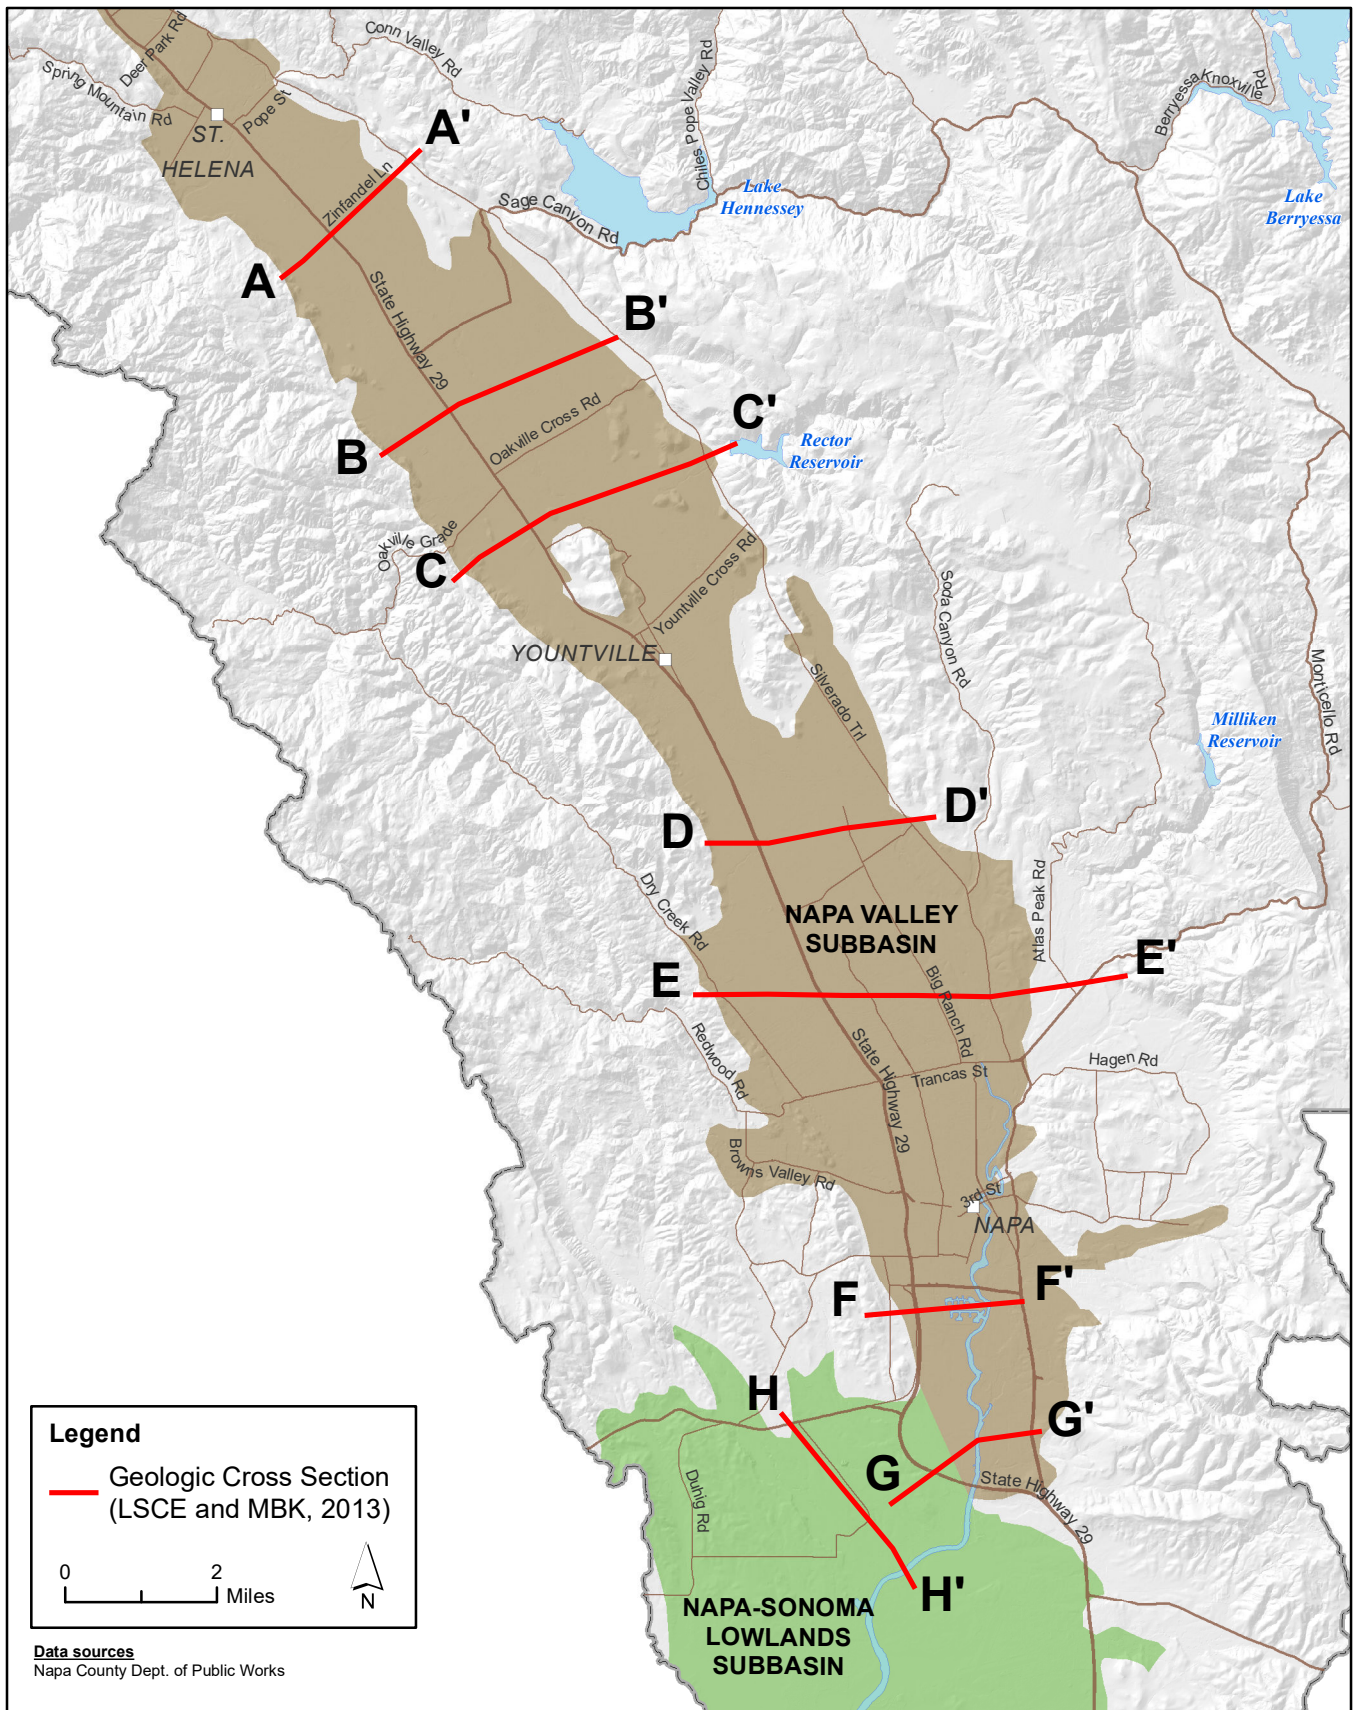 Deer Park Rd
Conn Valley Rd
Chiles Pope Valley Rd
Berryessa Knoxville Rd
Spring Mountain Rd
Pope St
ST.
HELENA
A'
Zinfandel Ln
Sage Canyon Rd
Lake
Hennessey
Lake
Berryessa
A
State Highway 29
B'
B
Oakville Cross Rd
C'
Rector
Reservoir
Oakville Grade
C
Yountville Cross Rd
Soda Canyon Rd
YOUNTVILLE
Silverado Trl
Monticello Rd
Milliken
Reservoir
D
D'
Dry Creek Rd
Atlas Peak Rd
NAPA VALLEY
SUBBASIN
E
E'
Big Ranch Rd
Redwood Rd
State Highway 29
Trancas St
Hagen Rd
Browns Valley Rd
3rd St
NAPA
F
F'
H
G'
G
State Highway 29
Duhig Rd
H'
NAPA-SONOMA
LOWLANDS
SUBBASIN
Legend
Geologic Cross Section
(LSCE and MBK, 2013)
0 2
Miles
N
Data sources
Napa County Dept. of Public Works